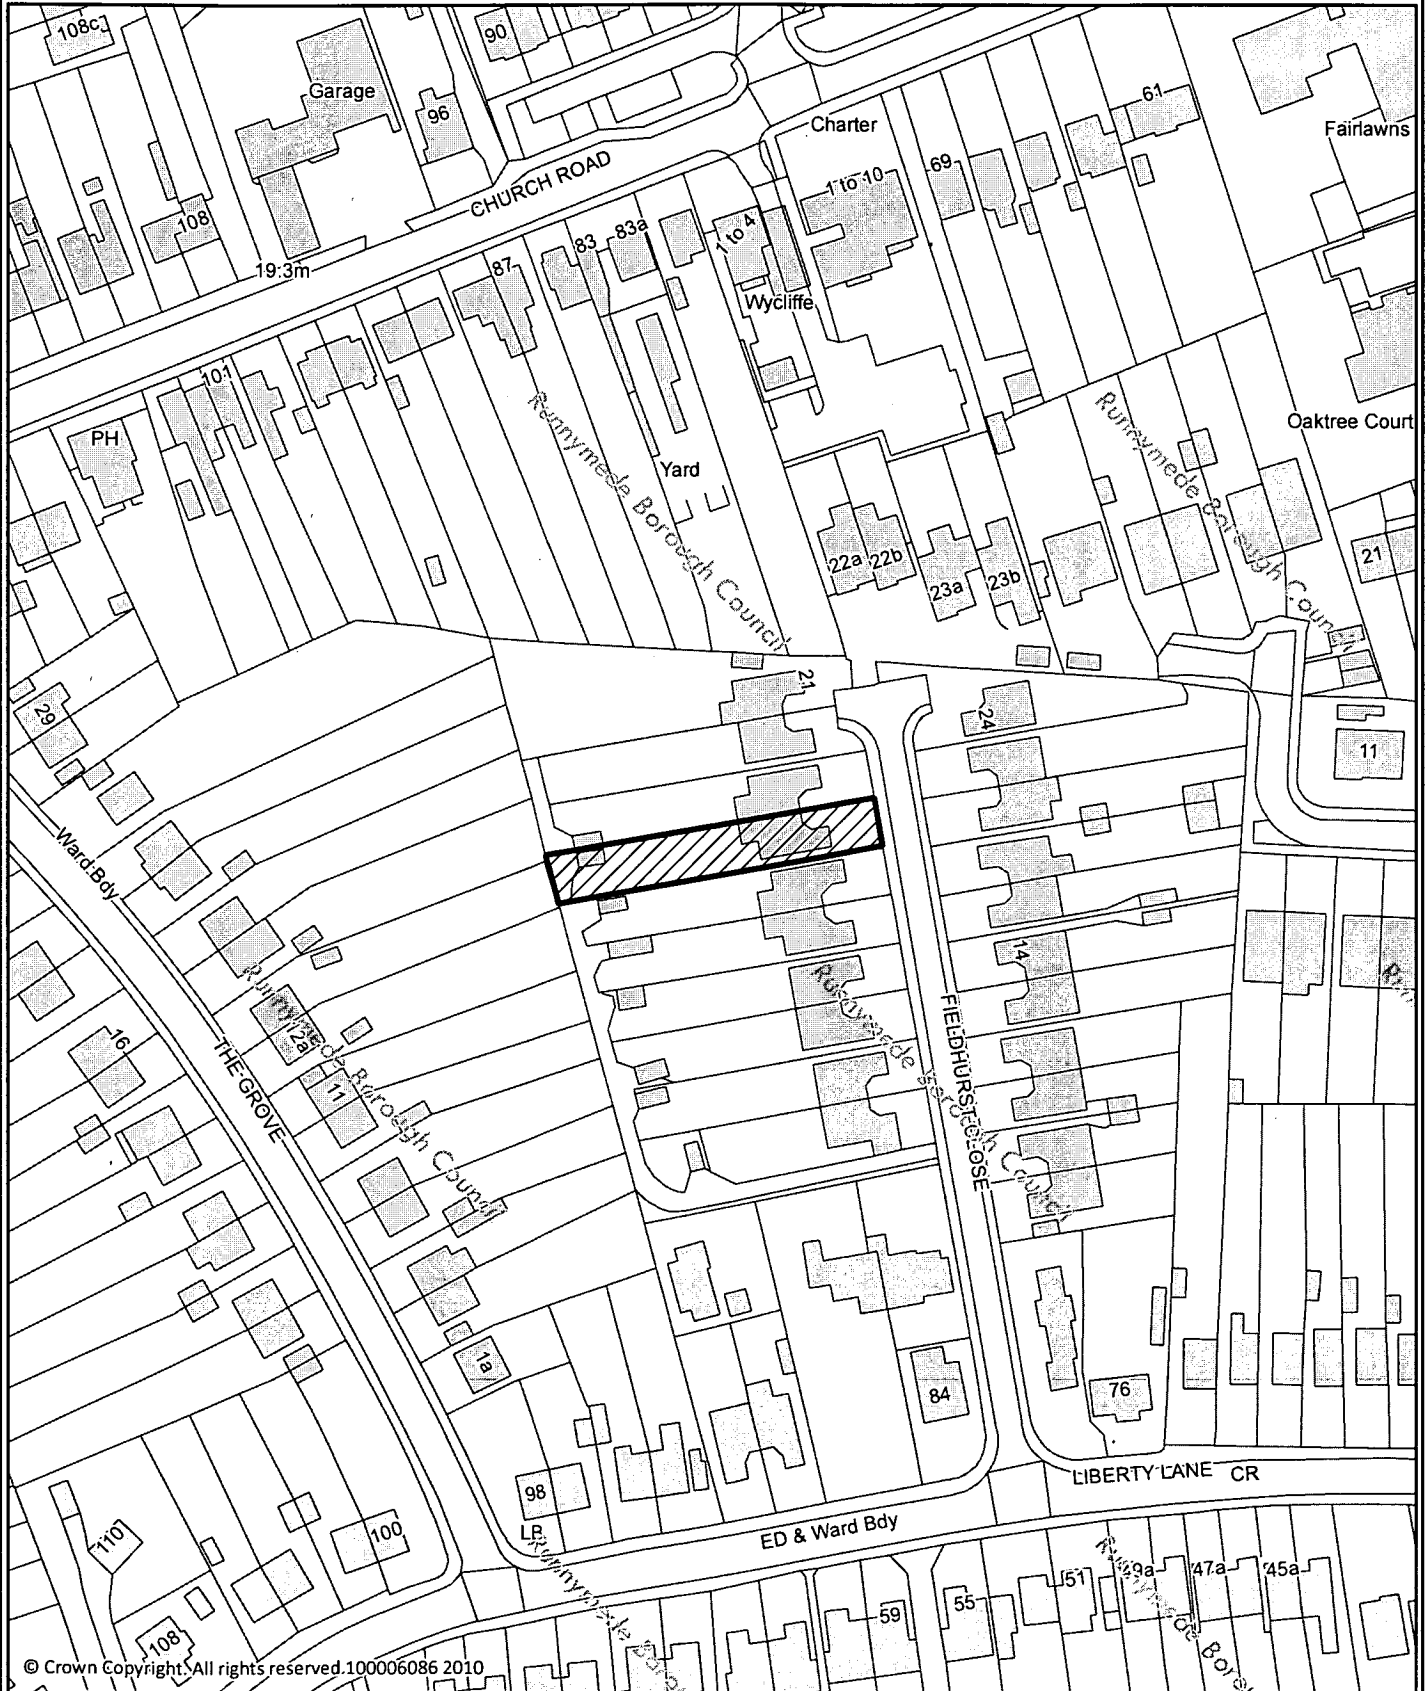 108c
90
Garage
96
61
Charter
Fairlawns
CHURCH ROAD
1 to 10
69
108
83
83a
1 to 4
19.3m
87
Wycliffe
101
PH
Runnymede Borough Council
Runnymede Borough Council
Oaktree Court
Yard
22a
22b
23a
23b
21
21
24
29
11
Ward Bdy
14
Runnymede Borough Council
Runnymede Borough Council
FIELDHURST CLOSE
16
12a
THE GROVE
11
1a
84
76
LIBERTY LANE
CR
98
LB
ED & Ward Bdy
110
100
51
49a
47a
45a
59
55
108
© Crown Copyright. All rights reserved.100006086 2010